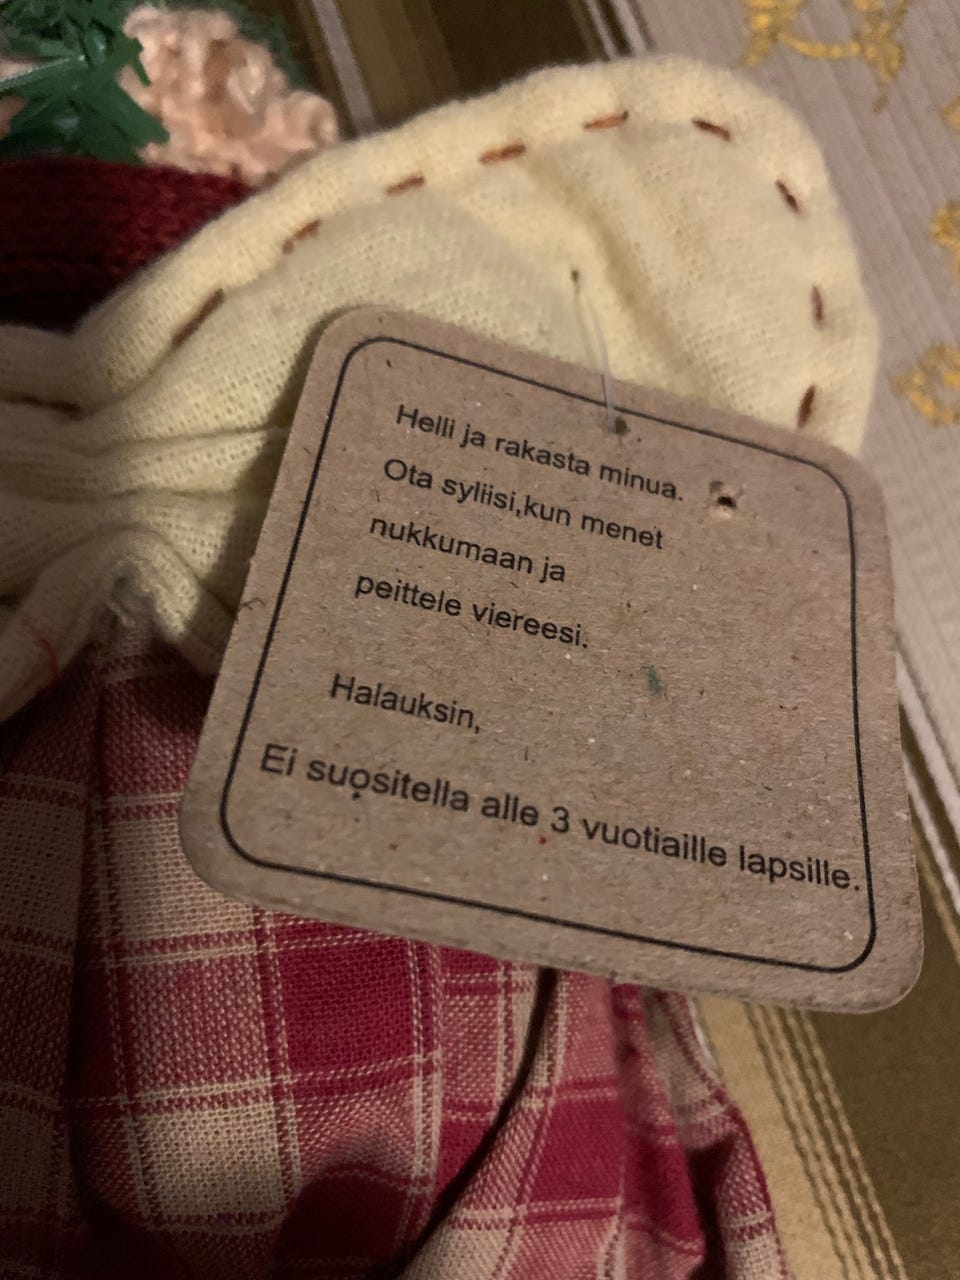 Helli ja rakasta minua.
Ota syliisi,kun menet
nukkumaan ja
peittele viereesi.
Halauksin,
Ei suositella alle 3 vuotiaille lapsille.